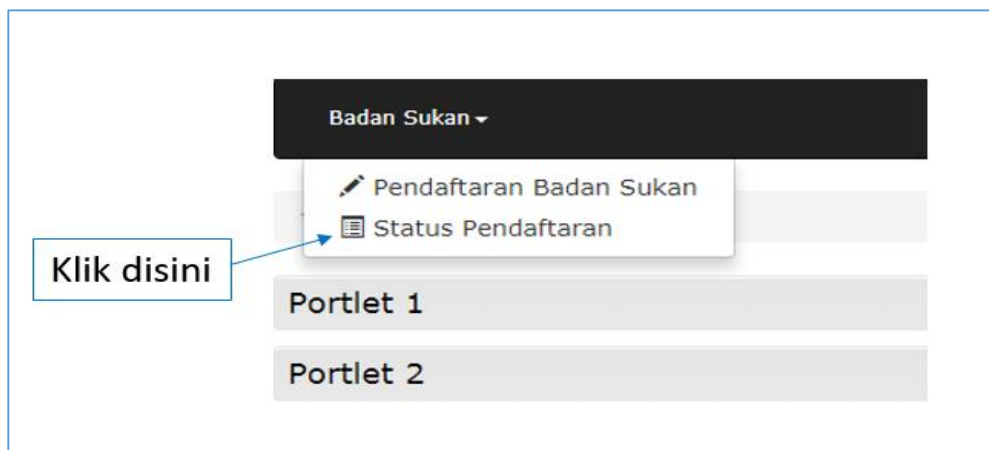 Badan Sukan
Pendaftaran Badan Sukan
Status Pendaftaran
Klik disini
Portlet 1
Portlet 2